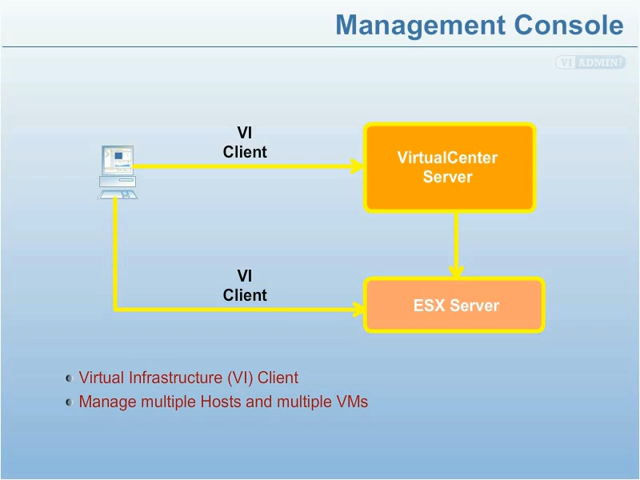 Management Console
VI ADMIN
VI
Client
VirtualCenter
Server
VI
Client
ESX Server
Virtual Infrastructure (VI) Client
Manage multiple Hosts and multiple VMs